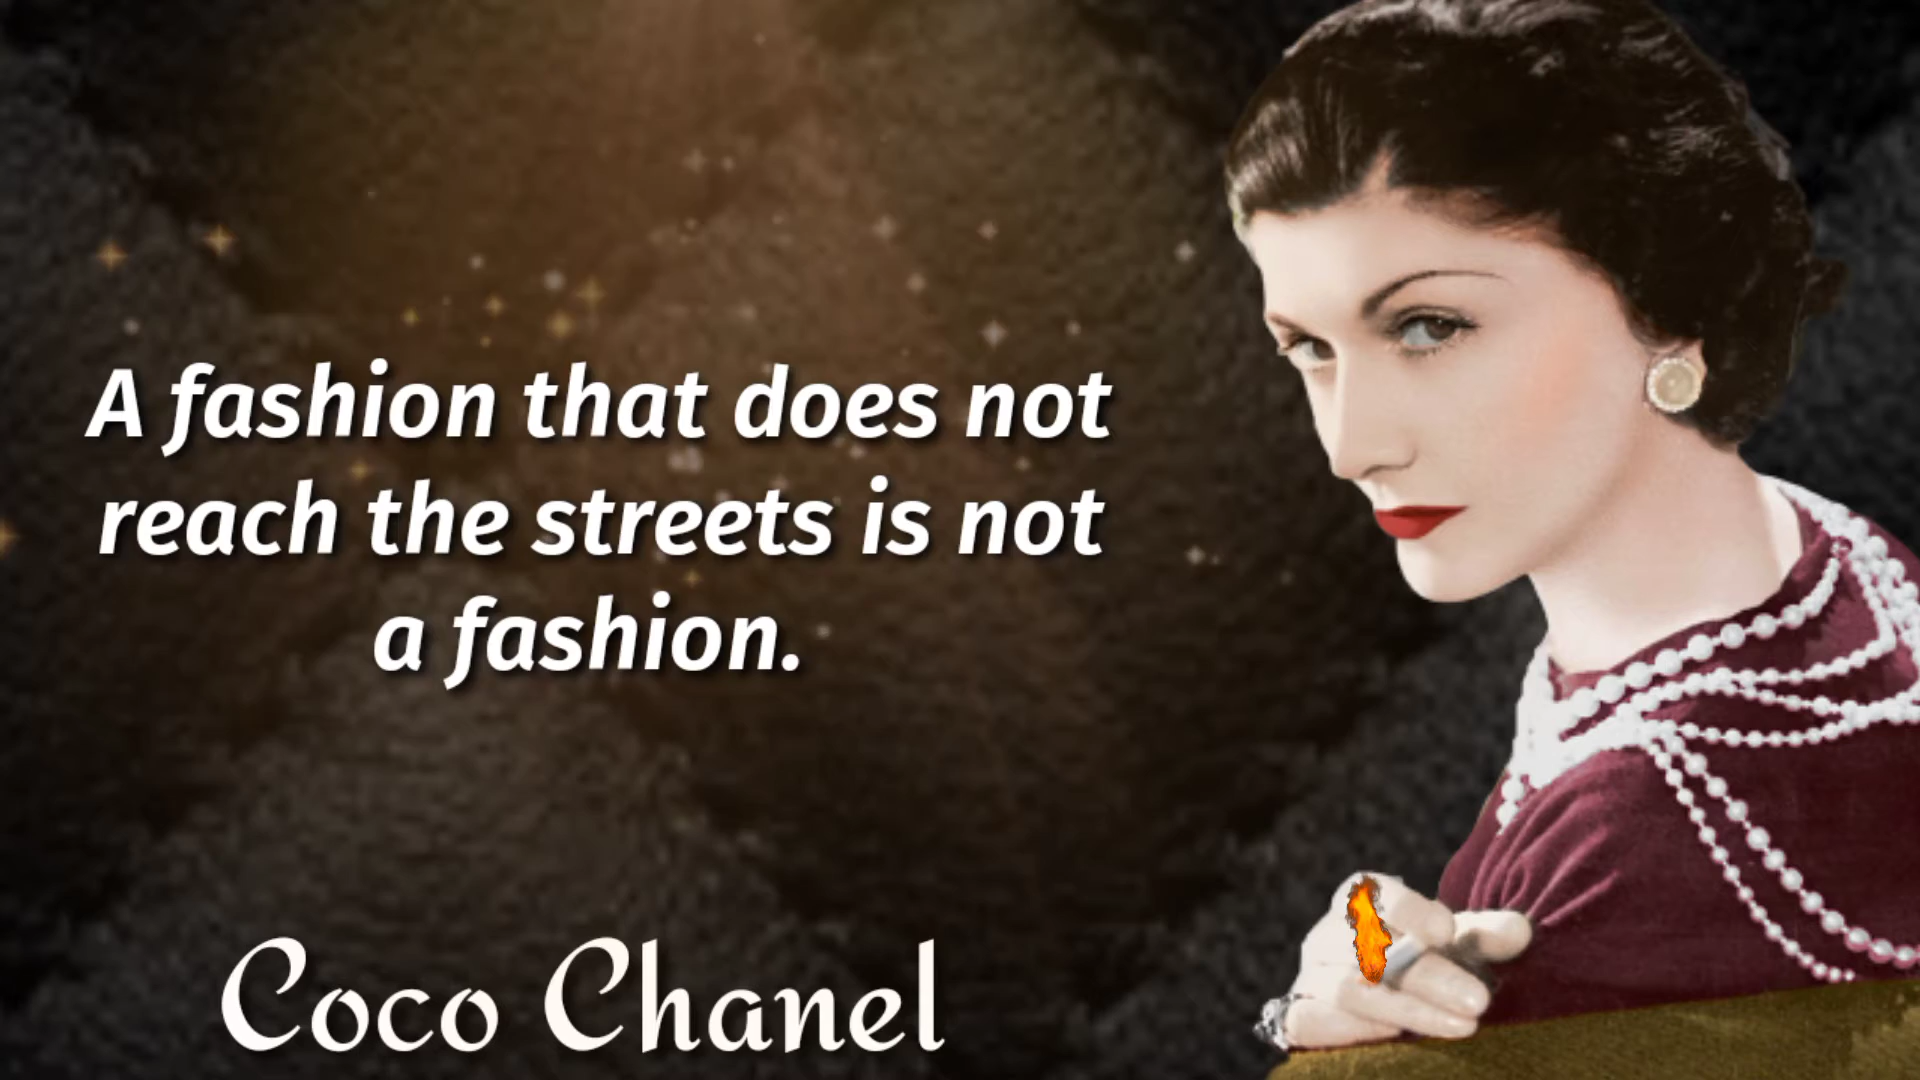 A fashion that does not
reach the streets is not
a fashion.
Coco Chanel